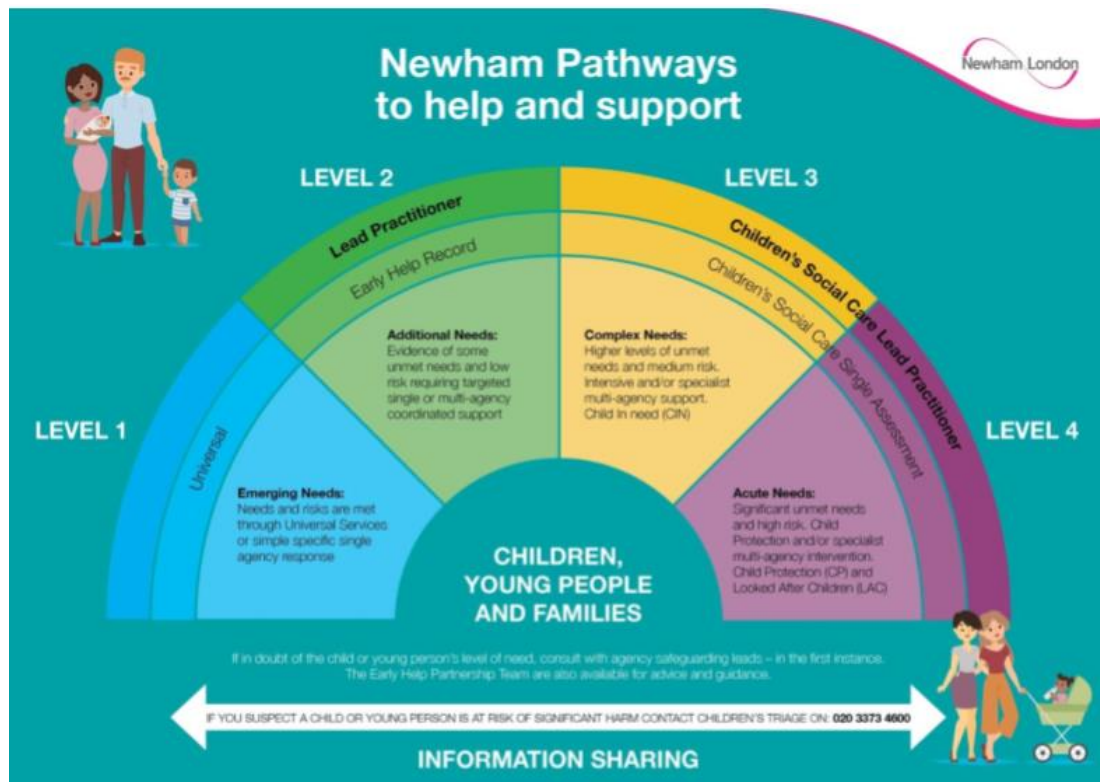 Newham Pathways
to help and support
Newham London
LEVEL 1
LEVEL 2
LEVEL 3
LEVEL 4
Universal
Emerging Needs:
Needs and risks are met
through Universal Services
or simple specific single
agency response
Lead Practitioner
Early Help Record
Additional Needs:
Evidence of some
unmet needs and low
risk requiring targeted
single or multi-agency
coordinated support
Children's Social Care Lead Practitioner
Children's Social Care Single Assessment
Complex Needs:
Higher levels of unmet
needs and medium risk.
Intensive and/or specialist
multi-agency support.
Child In need (CIN)
Acute Needs:
Significant unmet needs
and high risk. Child
Protection and/or specialist
multi-agency intervention.
Child Protection (CP) and
Looked After Children (LAC)
CHILDREN,
YOUNG PEOPLE
AND FAMILIES
If in doubt of the child or young person's level of need, consult with agency safeguarding leads – in the first instance.
The Early Help Partnership Team are also available for advice and guidance.
IF YOU SUSPECT A CHILD OR YOUNG PERSON IS AT RISK OF SIGNIFICANT HARM CONTACT CHILDREN'S TRIAGE ON: 020 3373 4600
INFORMATION SHARING